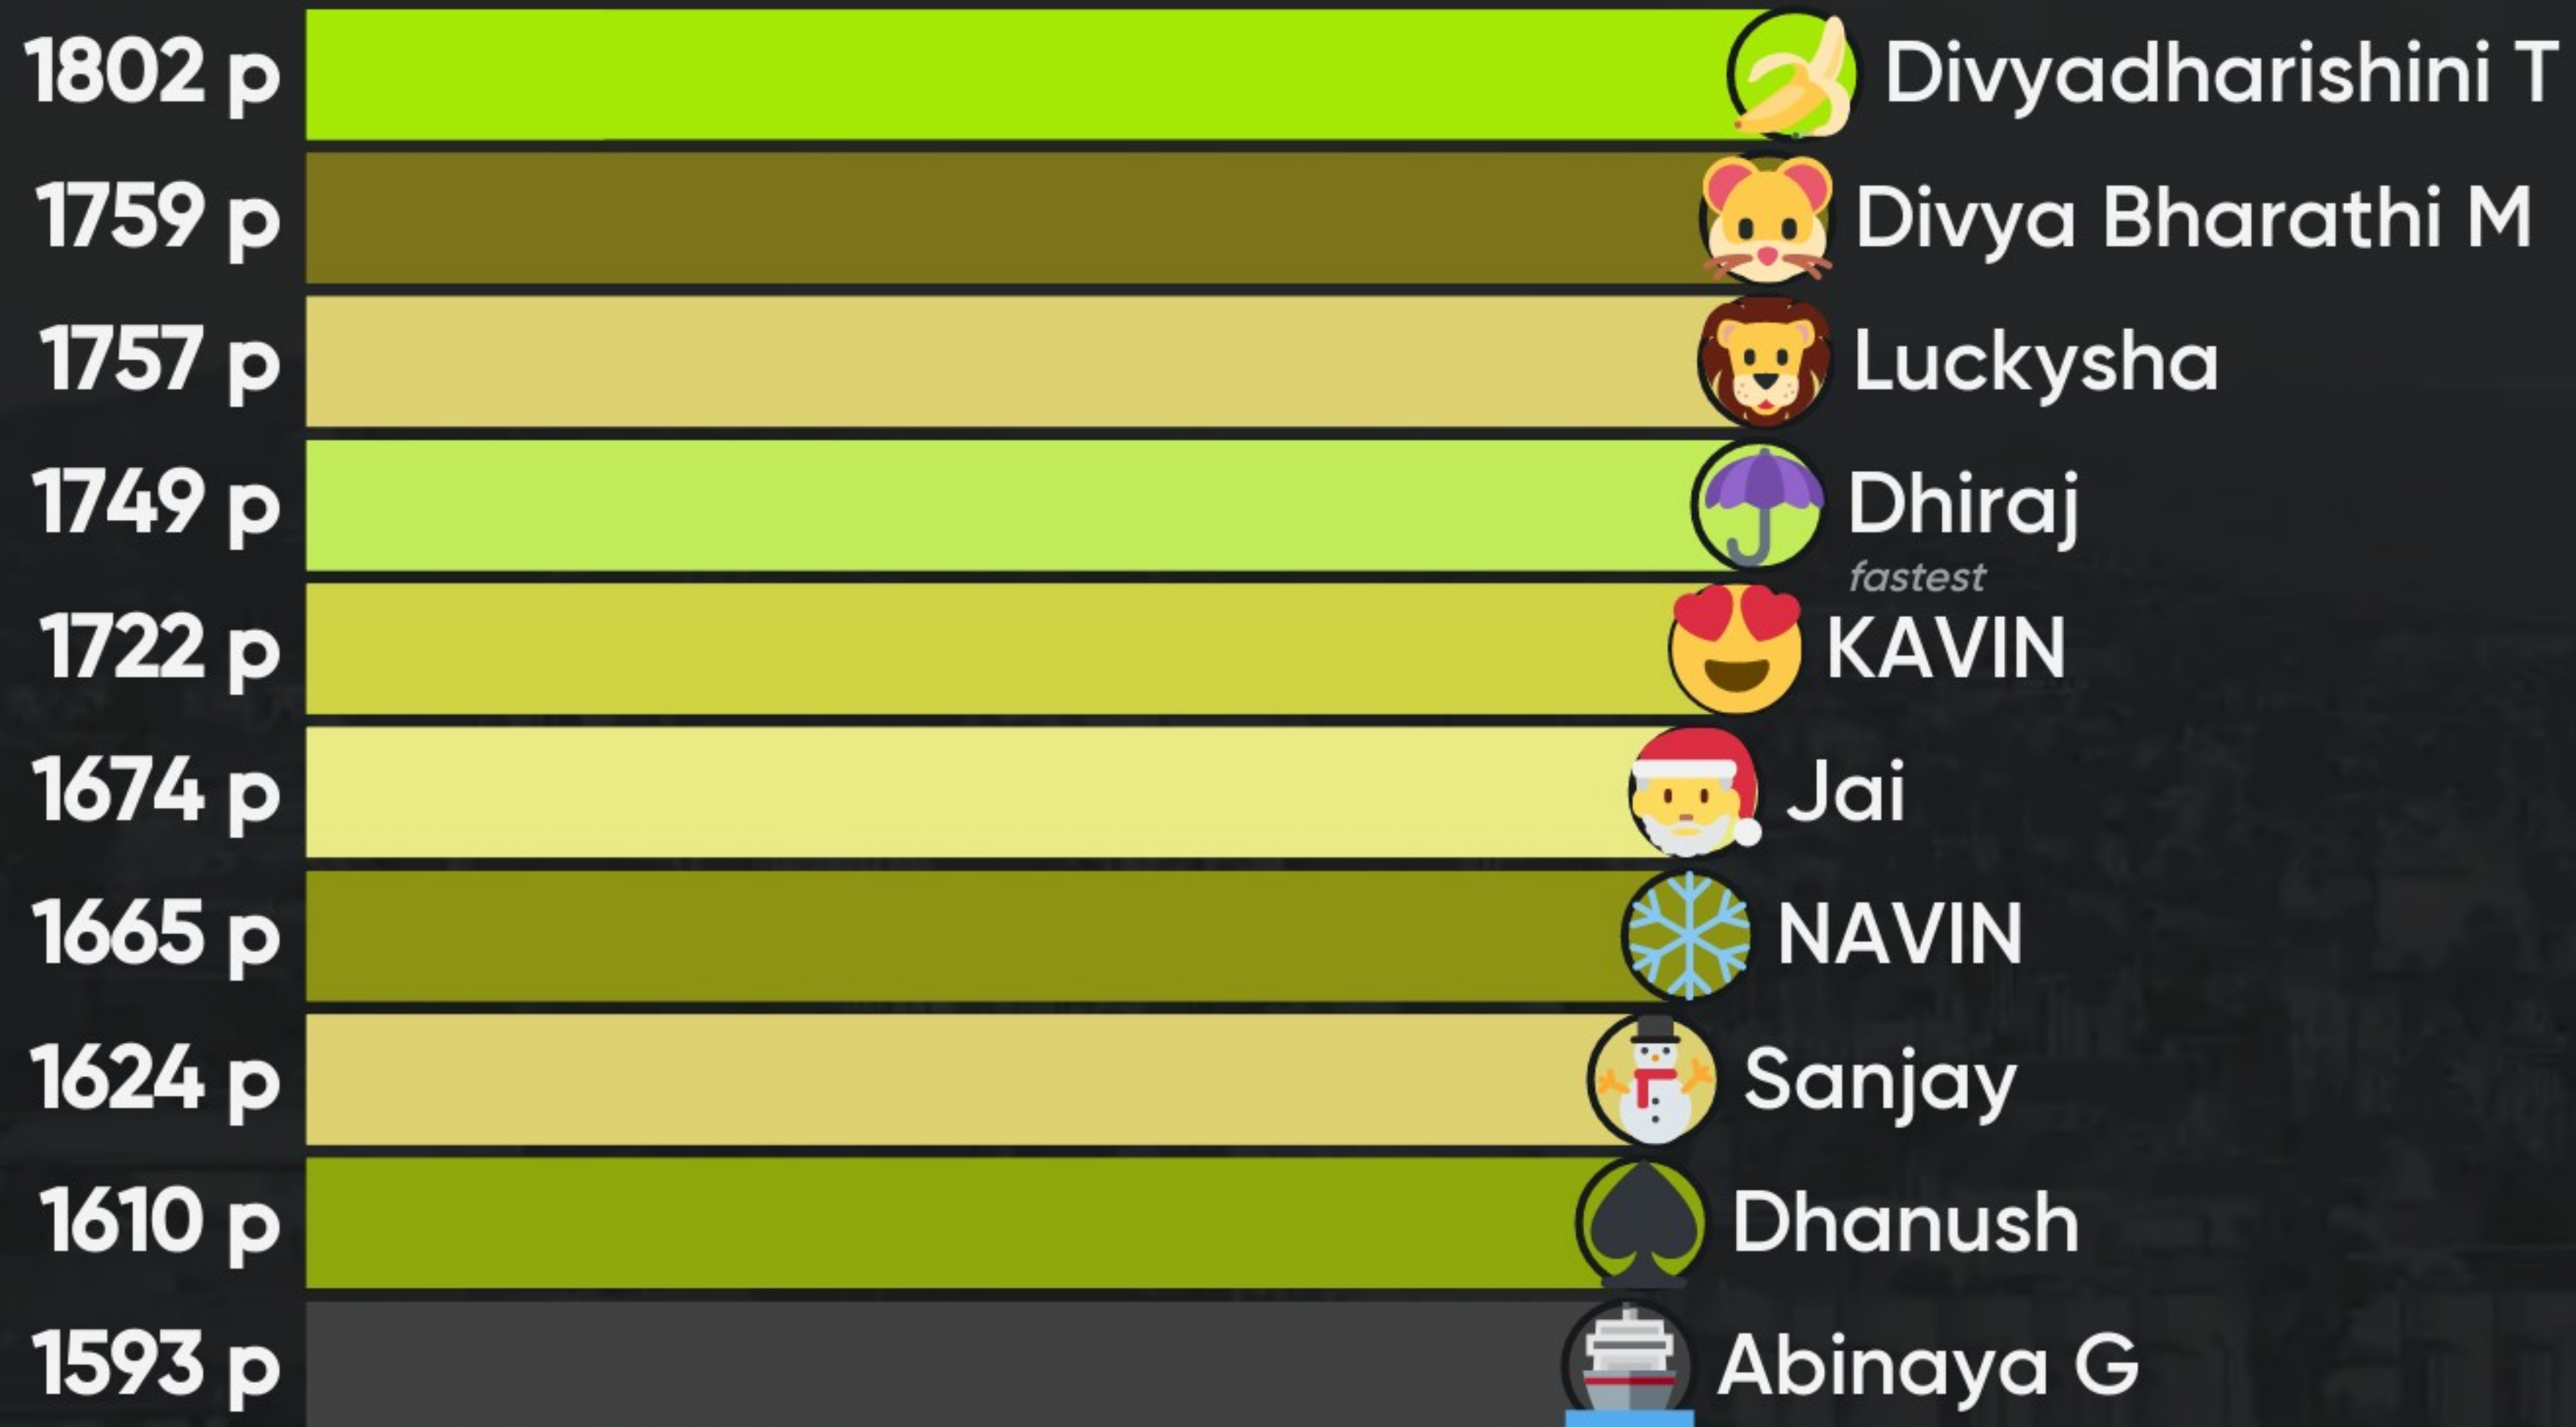 1802 p Divyadharishini T
1759 p Divya Bharathi M
1757 p Luckysha
1749 p Dhiraj
fastest
1722 p KAVIN
1674 p Jai
1665 p NAVIN
1624 p Sanjay
1610 p Dhanush
1593 p Abinaya G